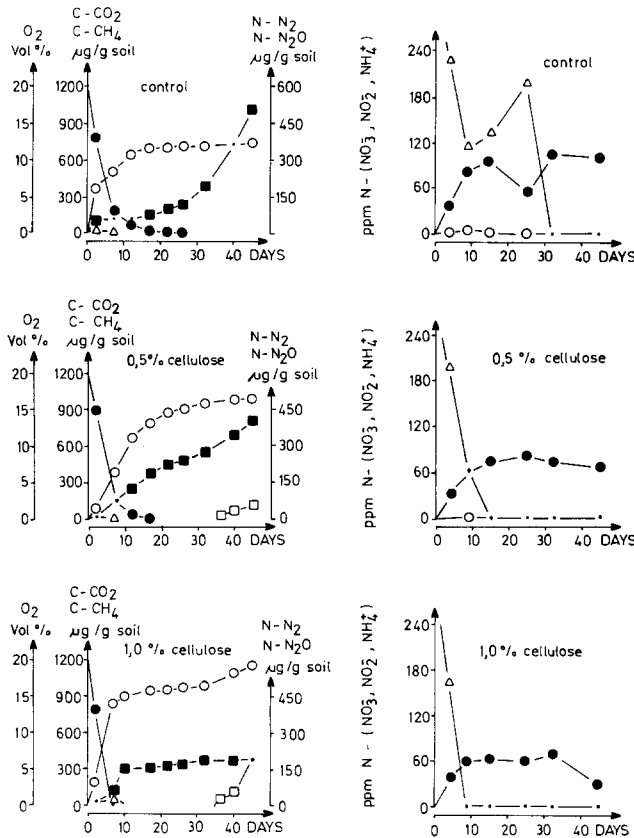 O2
Vol %
C-CO2
C-CH4
µg/g soil
N-N2
N-N2O
µg/g soil
control
20
15
10
5
0
1200
900
600
300
0
600
450
300
150
0 10 20 30 40 DAYS
ppm N-(NO3-, NO2-, NH4+)
control
240
180
120
60
0
0 10 20 30 40 DAYS
O2
Vol %
C-CO2
C-CH4
µg/g soil
N-N2
N-N2O
µg/g soil
0,5 % cellulose
20
15
10
5
0
1200
900
600
300
0
450
300
150
0
0 10 20 30 40 DAYS
ppm N-(NO3-, NO2-, NH4+)
0,5 % cellulose
240
180
120
60
0
0 10 20 30 40 DAYS
O2
Vol %
C-CO2
C-CH4
µg/g soil
N-N2
N-N2O
µg/g soil
1,0 % cellulose
20
15
10
5
0
1200
900
600
300
0
450
300
150
0
0 10 20 30 40 DAYS
ppm N-(NO3-, NO2-, NH4+)
1,0 % cellulose
240
180
120
60
0
0 10 20 30 40 DAYS